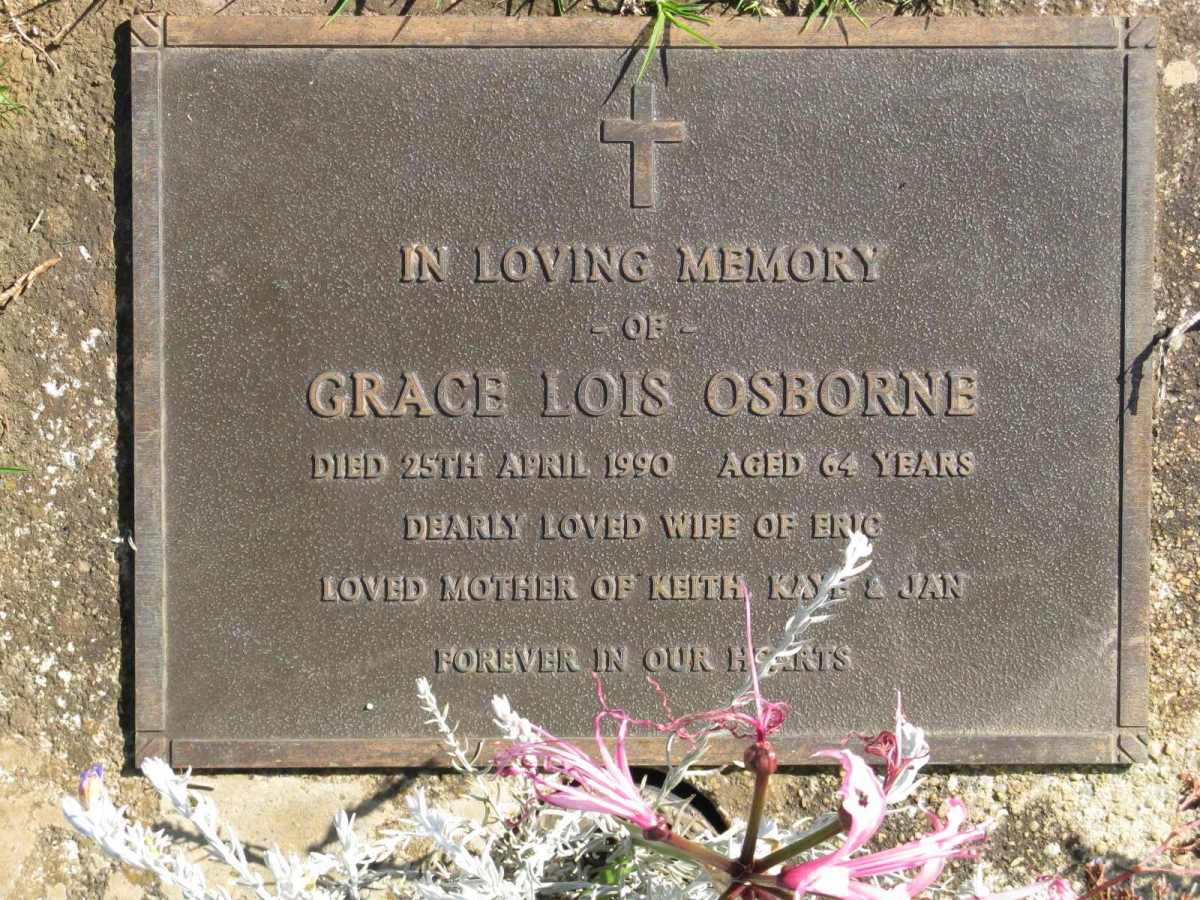 IN LOVING MEMORY
- OF -
GRACE LOIS OSBORNE
DIED 25TH APRIL 1990 AGED 64 YEARS
DEARLY LOVED WIFE OF ERIC
LOVED MOTHER OF KEITH, KAYE & JAN
FOREVER IN OUR HEARTS